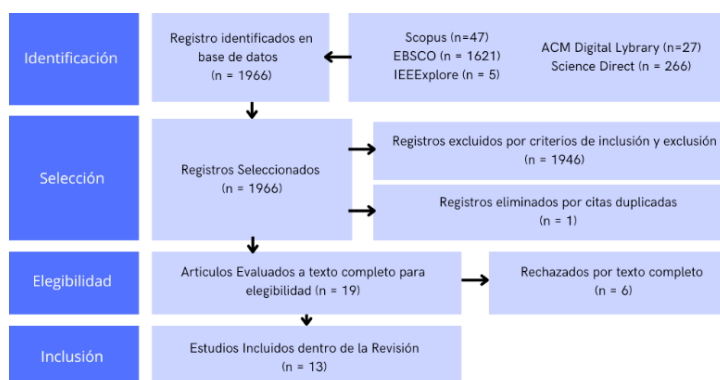 Identificación
Registro identificados en
base de datos
(n = 1966)
Scopus (n=47)
EBSCO (n = 1621)
IEEExplore (n = 5)
ACM Digital Lybrary (n=27)
Science Direct (n = 266)
Selección
Registros Seleccionados
(n = 1966)
Registros excluidos por criterios de inclusión y exclusión
(n = 1946)
Registros eliminados por citas duplicadas
(n = 1)
Elegibilidad
Articulos Evaluados a texto completo para
elegibilidad (n = 19)
Rechazados por texto completo
(n = 6)
Inclusión
Estudios Incluidos dentro de la Revisión
(n = 13)